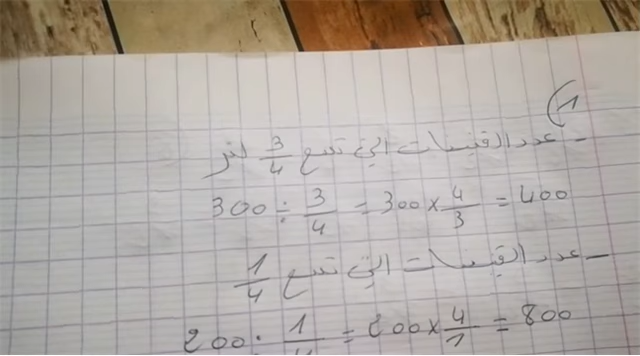 (1
- عدد القنينات التي تسع 3/4 لتر
300 ÷ 3/4 = 300 × 4/3 = 400
- عدد القنينات التي تسع 1/4
200 ÷ 1/4 = 200 × 4/1 = 800